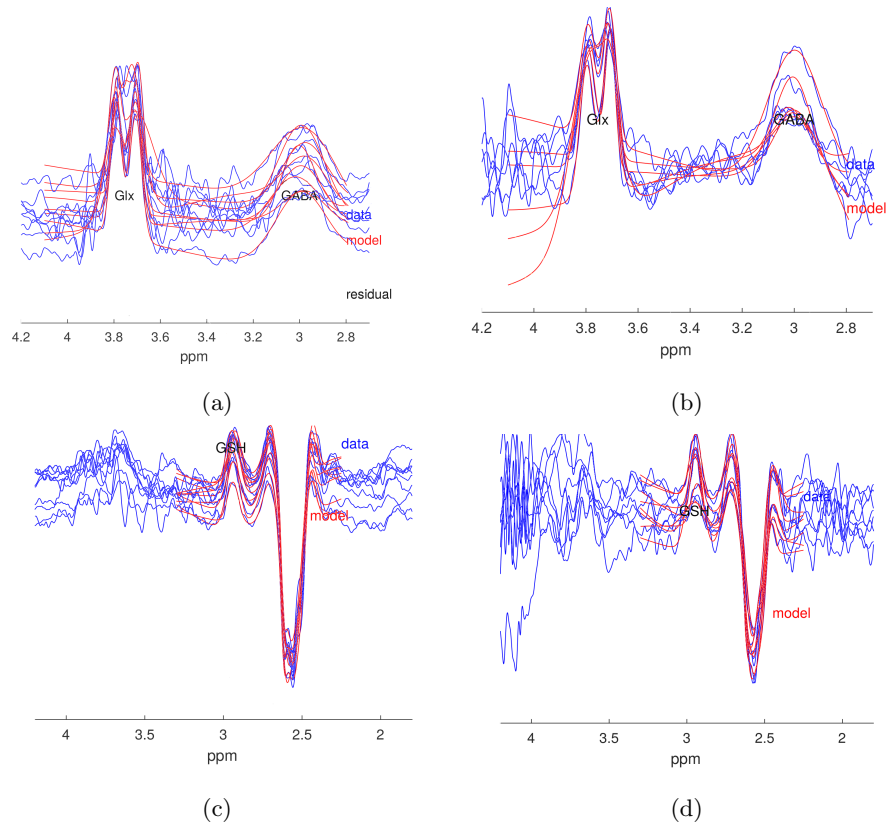 Glx
GABA
data
model
residual
4.2 4 3.8 3.6 3.4 3.2 3 2.8
ppm
(a)
Glx
GABA
data
model
4.2 4 3.8 3.6 3.4 3.2 3 2.8
ppm
(b)
GSH
data
model
4 3.5 3 2.5 2
ppm
(c)
GSH
data
model
4 3.5 3 2.5 2
ppm
(d)